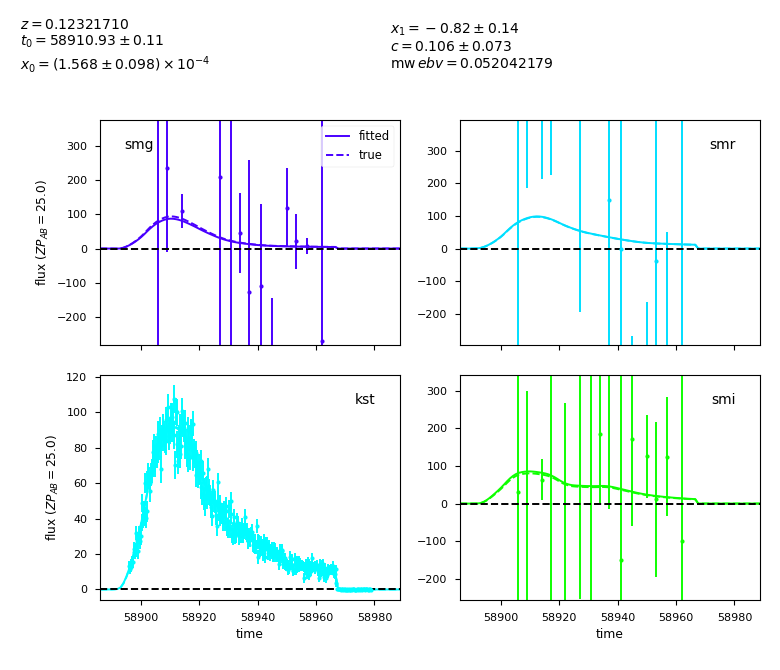 z = 0.12321710
t₀ = 58910.93 ± 0.11
x₀ = (1.568 ± 0.098) × 10⁻⁴
x₁ = −0.82 ± 0.14
c = 0.106 ± 0.073
mw ebv = 0.052042179
smg
fitted
true
flux (ZP_AB = 25.0)
300
200
100
0
−100
−200
smr
300
200
100
0
−100
−200
kst
flux (ZP_AB = 25.0)
120
100
80
60
40
20
0
58900 58920 58940 58960 58980
time
smi
300
200
100
0
−100
−200
58900 58920 58940 58960 58980
time